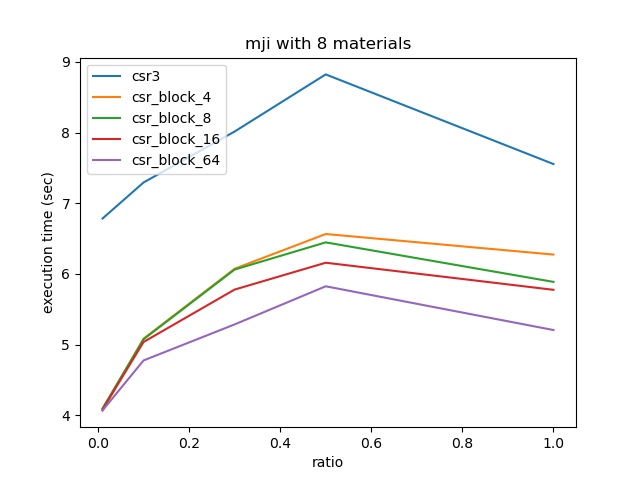 mji with 8 materials
csr3
csr_block_4
csr_block_8
csr_block_16
csr_block_64
execution time (sec)
9
8
7
6
5
4
0.0 0.2 0.4 0.6 0.8 1.0
ratio